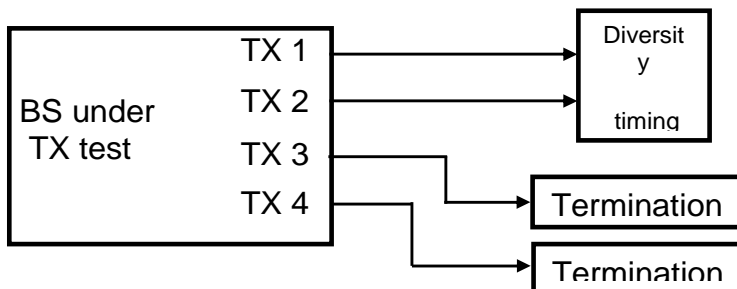 TX 1
TX 2
TX 3
TX 4
BS under
TX test
Diversit
y
timing
Termination
Termination